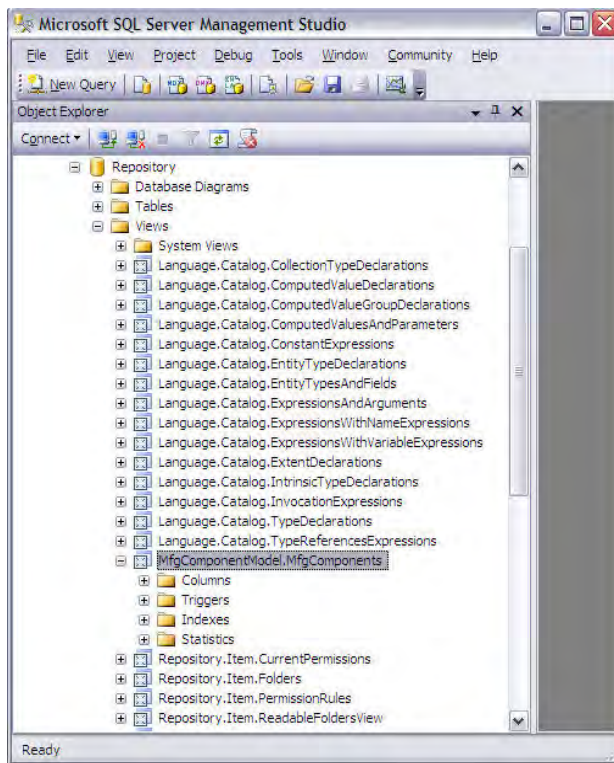 Microsoft SQL Server Management Studio
File Edit View Project Debug Tools Window Community Help
New Query
Object Explorer
Connect
Repository
Database Diagrams
Tables
Views
System Views
Language.Catalog.CollectionTypeDeclarations
Language.Catalog.ComputedValueDeclarations
Language.Catalog.ComputedValueGroupDeclarations
Language.Catalog.ComputedValuesAndParameters
Language.Catalog.ConstantExpressions
Language.Catalog.EntityTypeDeclarations
Language.Catalog.EntityTypesAndFields
Language.Catalog.ExpressionsAndArguments
Language.Catalog.ExpressionsWithNameExpressions
Language.Catalog.ExpressionsWithVariableExpressions
Language.Catalog.ExtentDeclarations
Language.Catalog.IntrinsicTypeDeclarations
Language.Catalog.InvocationExpressions
Language.Catalog.TypeDeclarations
Language.Catalog.TypeReferencesExpressions
MfgComponentModel.MfgComponents
Columns
Triggers
Indexes
Statistics
Repository.Item.CurrentPermissions
Repository.Item.Folders
Repository.Item.PermissionRules
Repository.Item.ReadableFoldersView
Ready